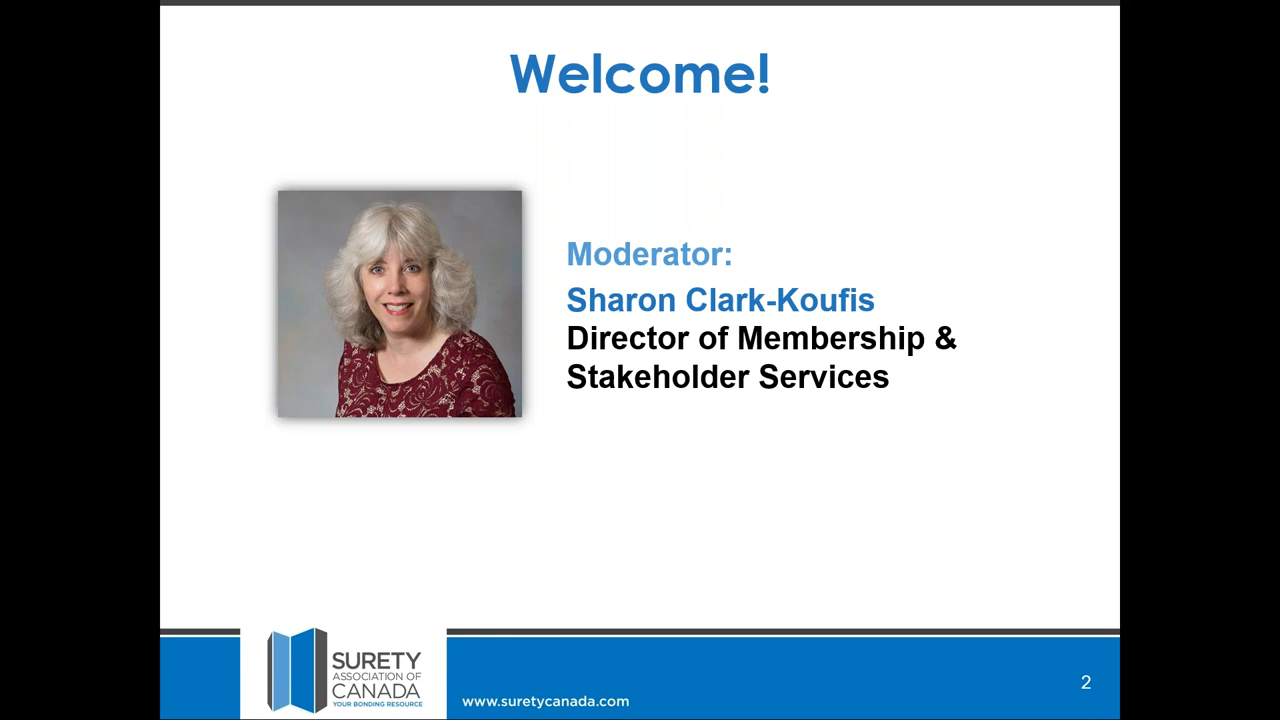 Welcome!
Moderator:
Sharon Clark-Koufis
Director of Membership &
Stakeholder Services
SURETY
ASSOCIATION OF
CANADA
YOUR BONDING RESOURCE
www.suretycanada.com
2